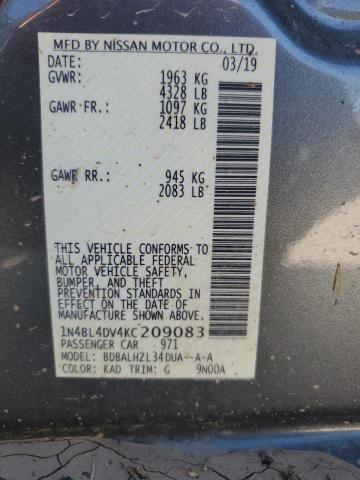 MFD BY NISSAN MOTOR CO., LTD.
DATE: 03/19
GVWR: 1963 KG
4328 LB
GAWR FR.: 1097 KG
2418 LB
GAWR RR.: 945 KG
2083 LB
THIS VEHICLE CONFORMS TO
ALL APPLICABLE FEDERAL
MOTOR VEHICLE SAFETY,
BUMPER, AND THEFT
PREVENTION STANDARDS IN
EFFECT ON THE DATE OF
MANUFACTURE SHOWN ABOVE.
1N4BL4DV4KC209083
PASSENGER CAR 971
MODEL: BDBALHZL34DUA--A-A
COLOR: KAD TRIM: G 9N00A